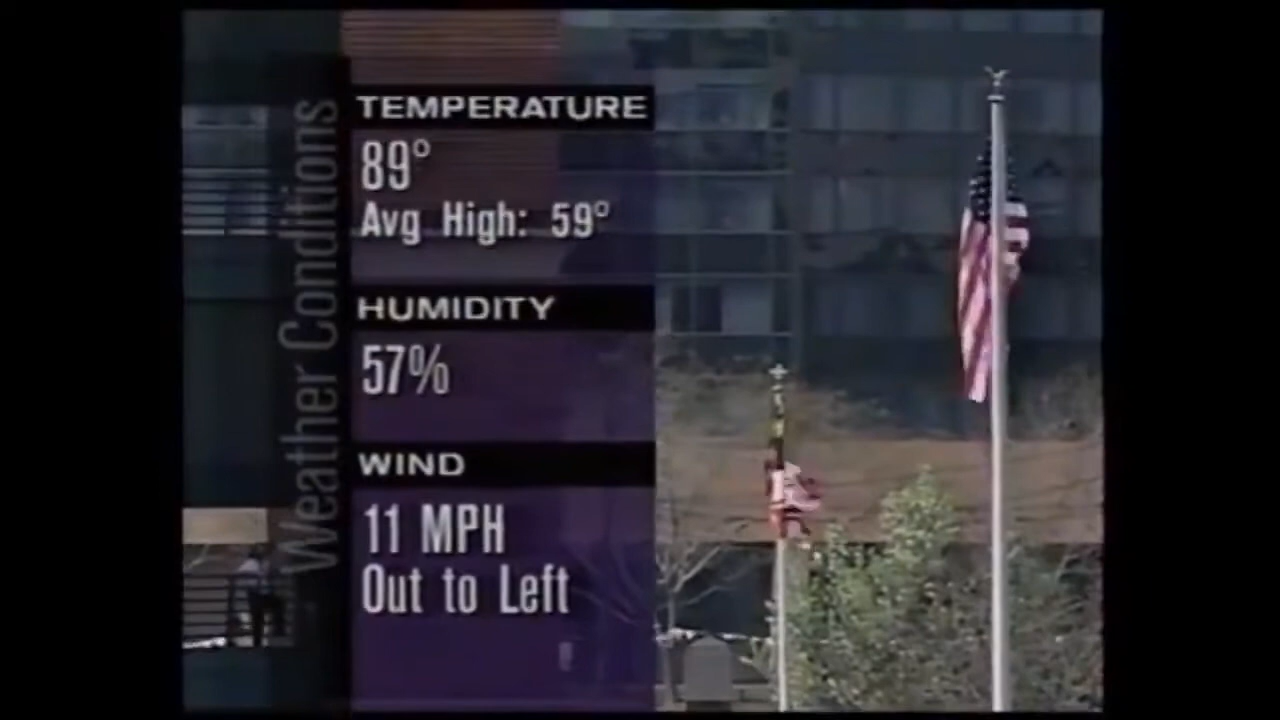 Weather Conditions
TEMPERATURE
89°
Avg High: 59°
HUMIDITY
57%
WIND
11 MPH
Out to Left